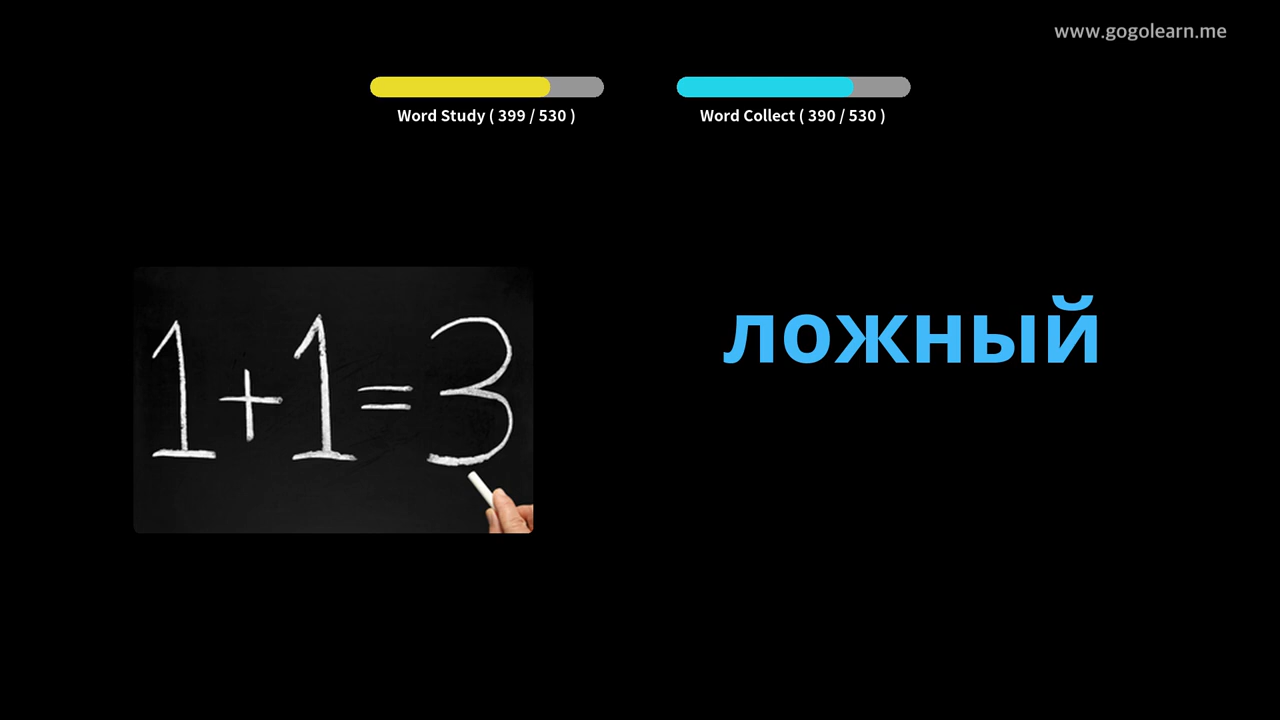 www.gogolearn.me
Word Study ( 399 / 530 )
Word Collect ( 390 / 530 )
1+1=3
ложный